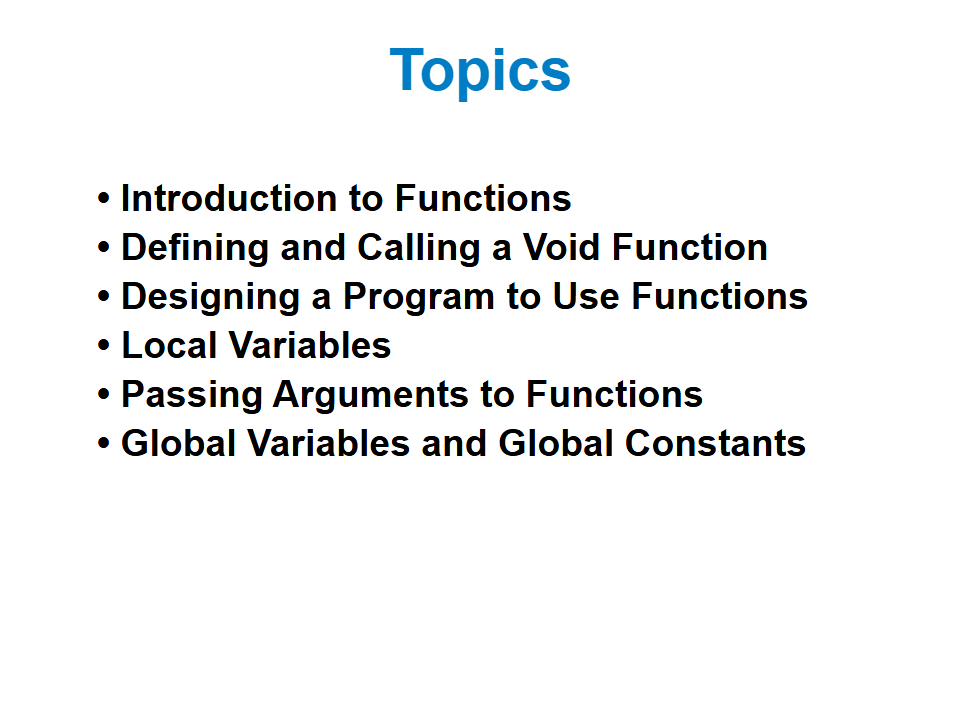 Topics
• Introduction to Functions
• Defining and Calling a Void Function
• Designing a Program to Use Functions
• Local Variables
• Passing Arguments to Functions
• Global Variables and Global Constants